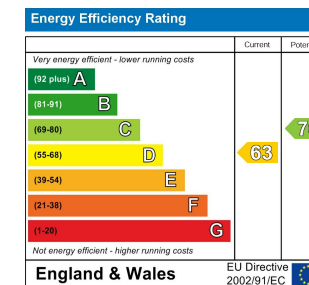 Energy Efficiency Rating
Current
Very energy efficient - lower running costs
(92 plus) A
(81-91) B
(69-80) C
(55-68) D
63
(39-54) E
(21-38) F
(1-20) G
Not energy efficient - higher running costs
England & Wales
EU Directive
2002/91/EC